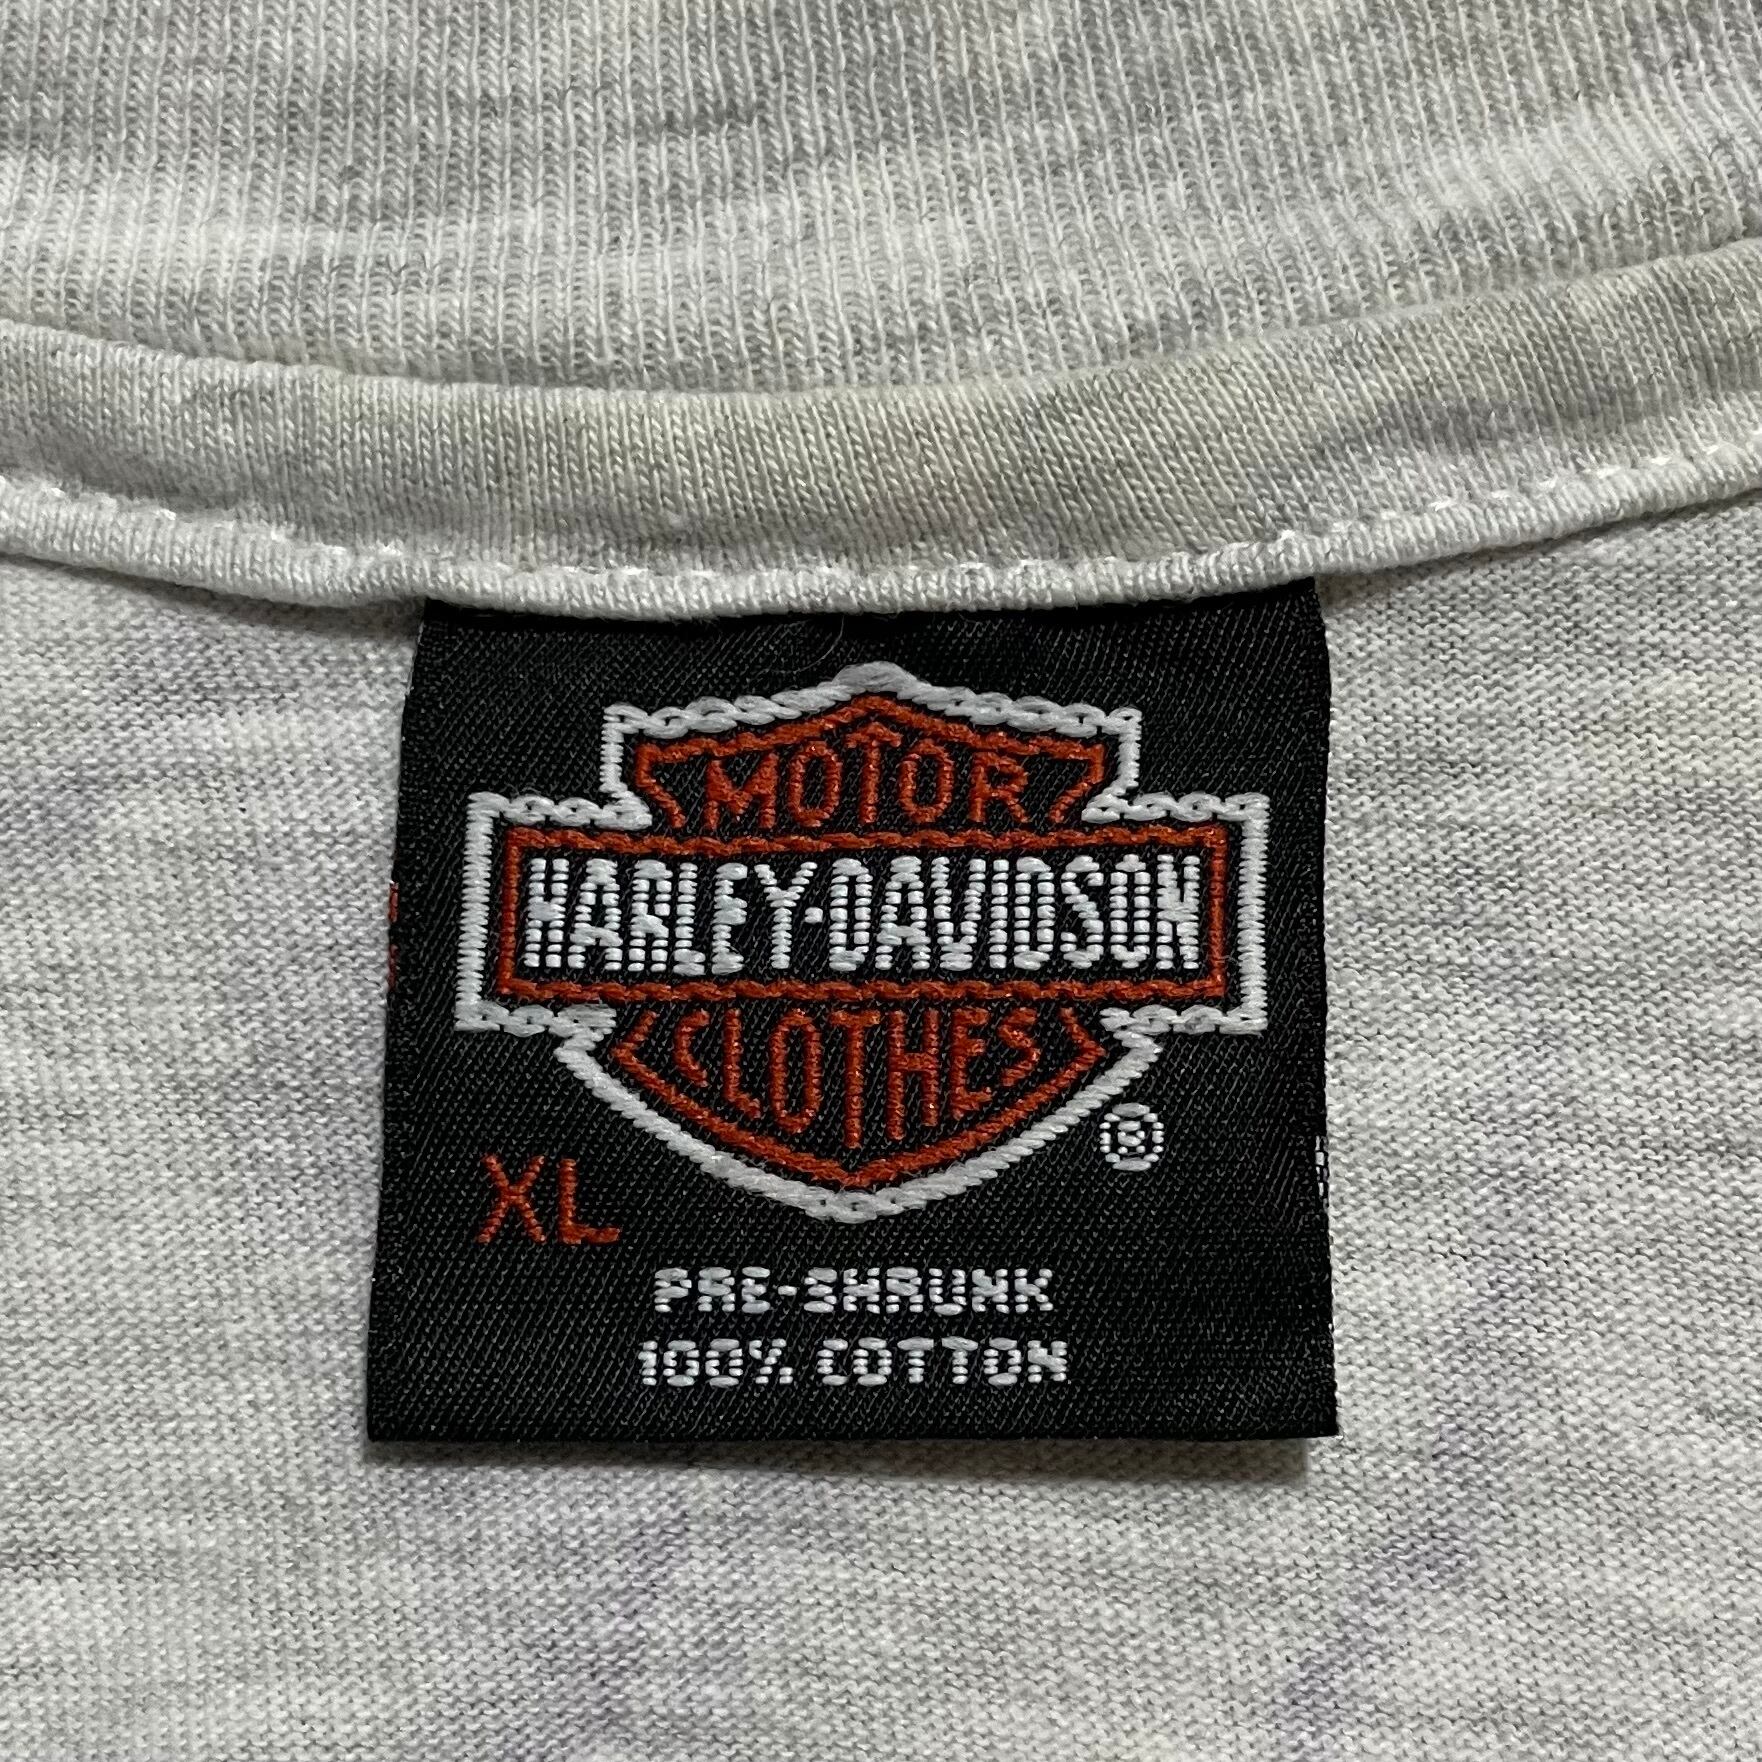 MOTOR
HARLEY-DAVIDSON
CLOTHES
®
XL
PRE-SHRUNK
100% COTTON